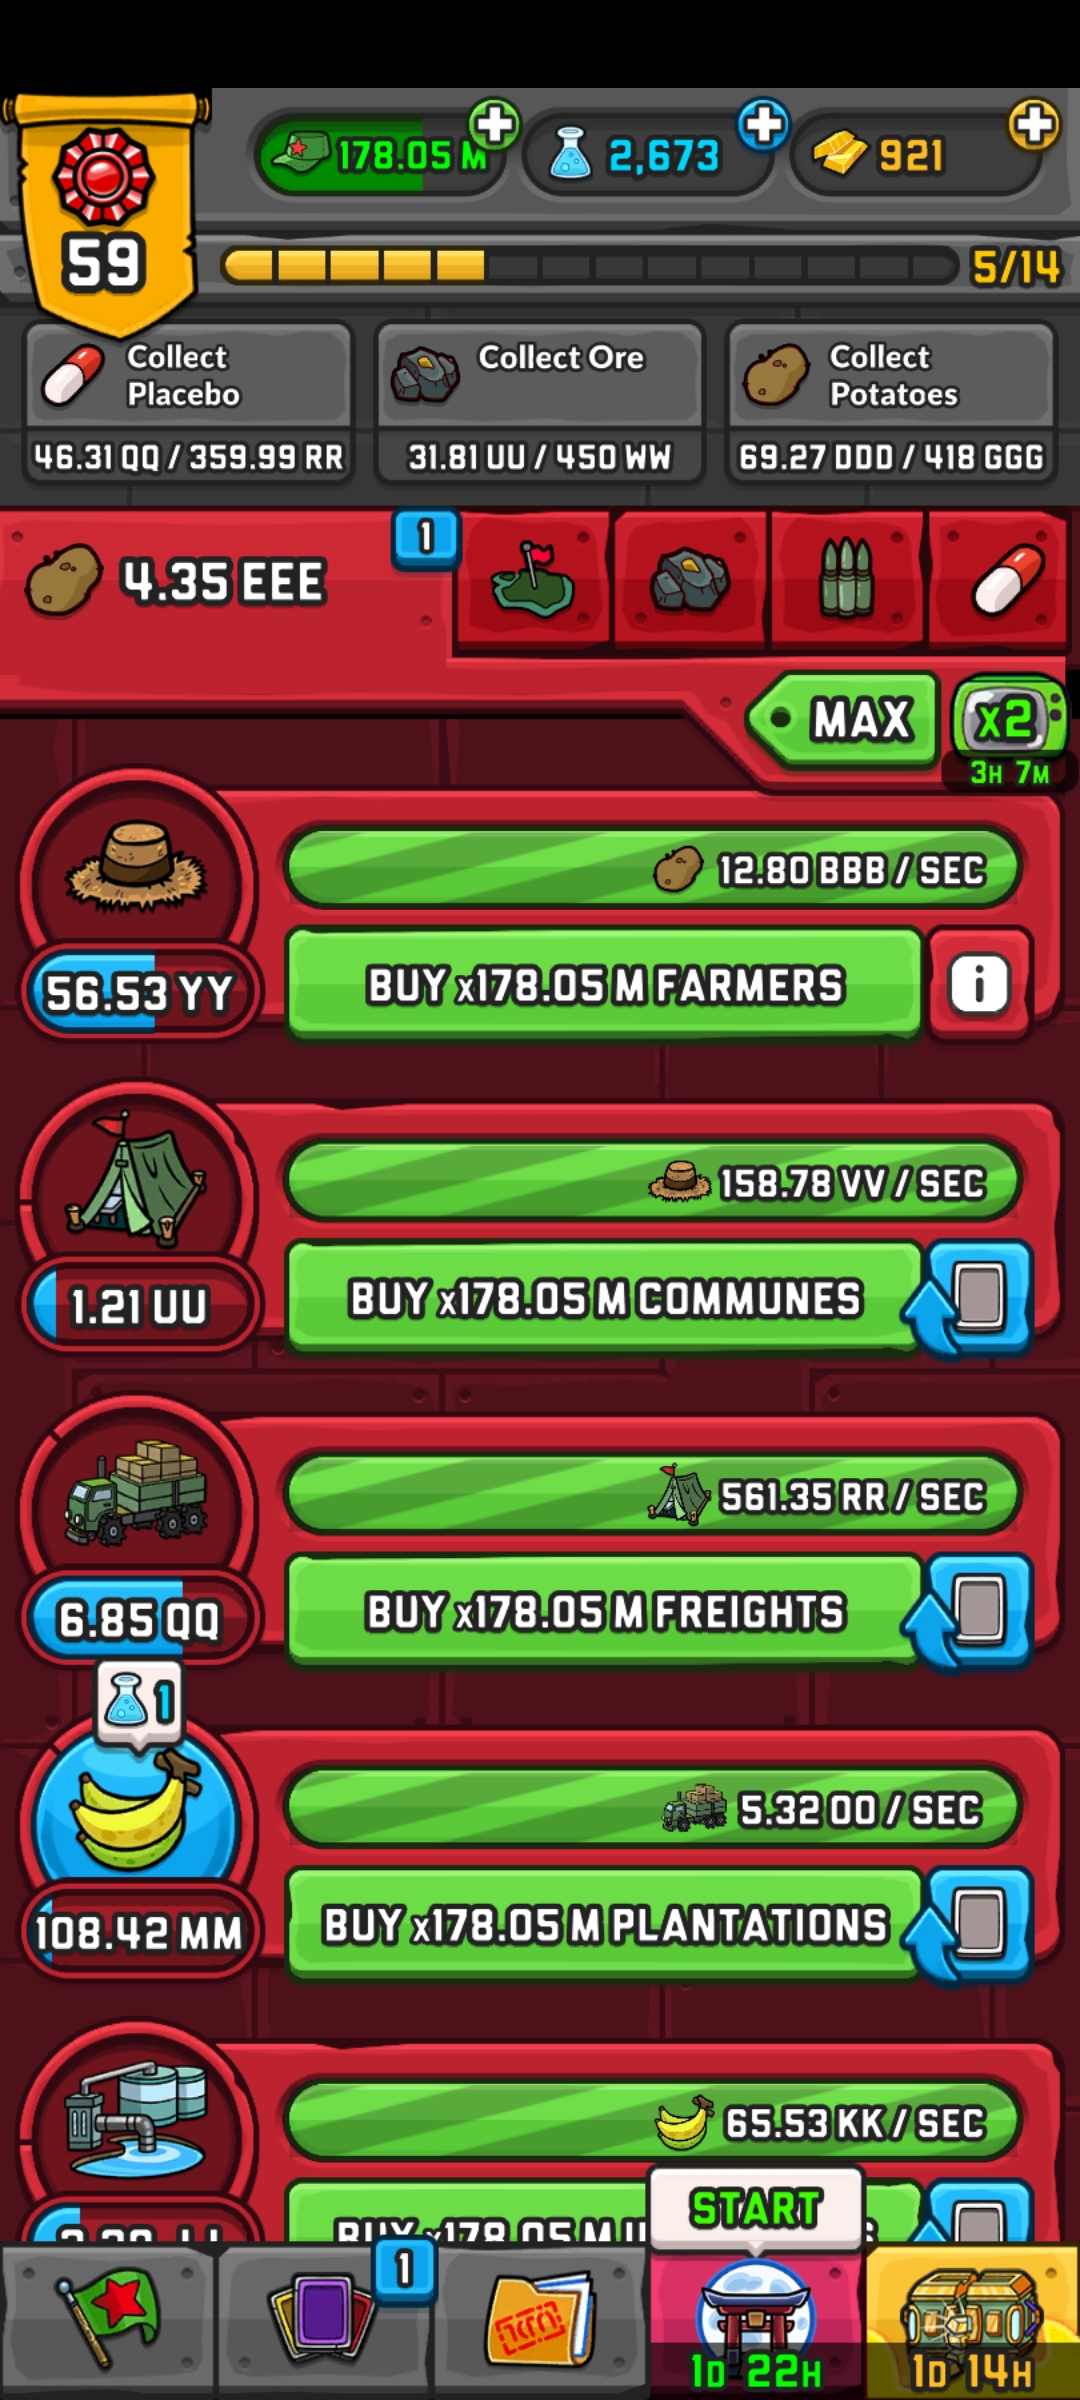 178.05 M
2,673
921
59
5/14
Collect
Placebo
46.31 QQ / 359.99 RR
Collect Ore
31.81 UU / 450 WW
Collect
Potatoes
69.27 DDD / 418 GGG
4.35 EEE
1
MAX
x2
3H 7M
12.80 BBB / SEC
56.53 YY
BUY x178.05 M FARMERS
i
158.78 VV / SEC
1.21 UU
BUY x178.05 M COMMUNES
561.35 RR / SEC
6.85 QQ
BUY x178.05 M FREIGHTS
1
5.32 OO / SEC
108.42 MM
BUY x178.05 M PLANTATIONS
65.53 KK / SEC
BUY x178.05 M
START
1
1D 22H
1D 14H